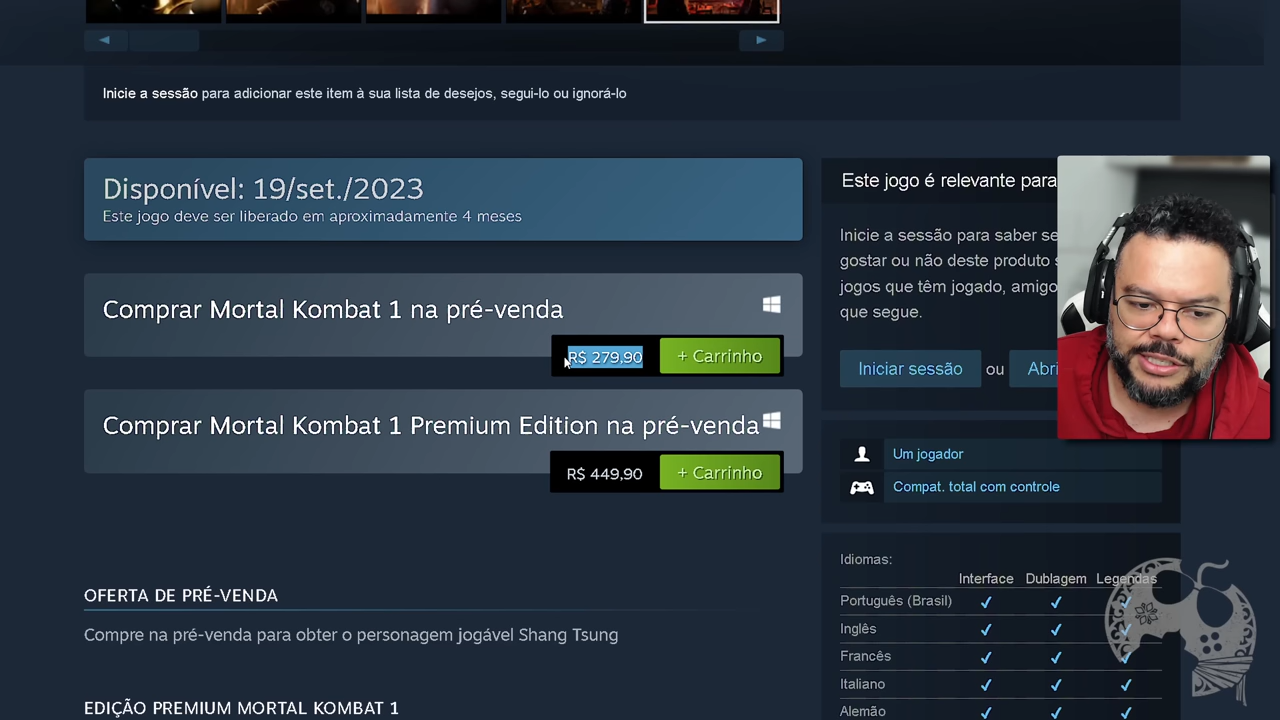 Inicie a sessão para adicionar este item à sua lista de desejos, segui-lo ou ignorá-lo
Disponível: 19/set./2023
Este jogo deve ser liberado em aproximadamente 4 meses
Comprar Mortal Kombat 1 na pré-venda
R$ 279,90
+ Carrinho
Comprar Mortal Kombat 1 Premium Edition na pré-venda
R$ 449,90
+ Carrinho
OFERTA DE PRÉ-VENDA
Compre na pré-venda para obter o personagem jogável Shang Tsung
EDIÇÃO PREMIUM MORTAL KOMBAT 1
Este jogo é relevante para
Inicie a sessão para saber se
gostar ou não deste produto
jogos que têm jogado, amigo
que segue.
Iniciar sessão ou Abri
Um jogador
Compat. total com controle
Idiomas:
Interface Dublagem Legendas
Português (Brasil) ✓ ✓ ✓
Inglês ✓ ✓ ✓
Francês ✓ ✓ ✓
Italiano ✓ ✓ ✓
Alemão ✓ ✓ ✓